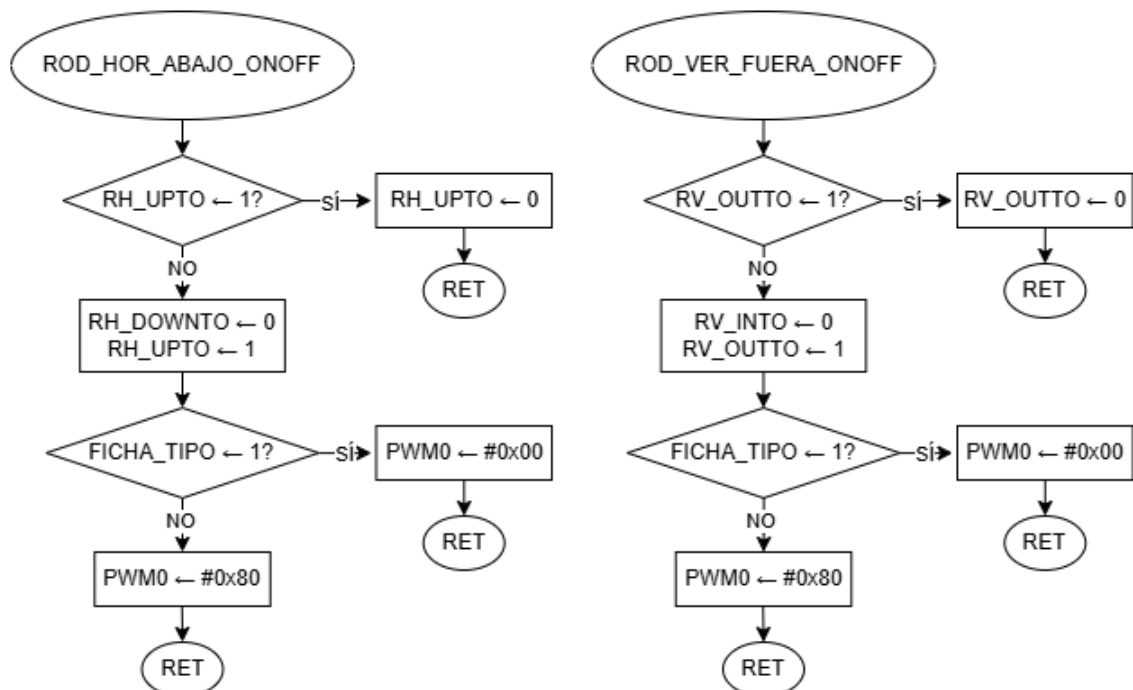 ROD_HOR_ABAJO_ONOFF
RH_UPTO ← 1?
SÍ
RH_UPTO ← 0
RET
NO
RH_DOWNTO ← 0
RH_UPTO ← 1
FICHA_TIPO ← 1?
SÍ
PWM0 ← #0x00
RET
NO
PWM0 ← #0x80
RET
ROD_VER_FUERA_ONOFF
RV_OUTTO ← 1?
SÍ
RV_OUTTO ← 0
RET
NO
RV_INTO ← 0
RV_OUTTO ← 1
FICHA_TIPO ← 1?
SÍ
PWM0 ← #0x00
RET
NO
PWM0 ← #0x80
RET